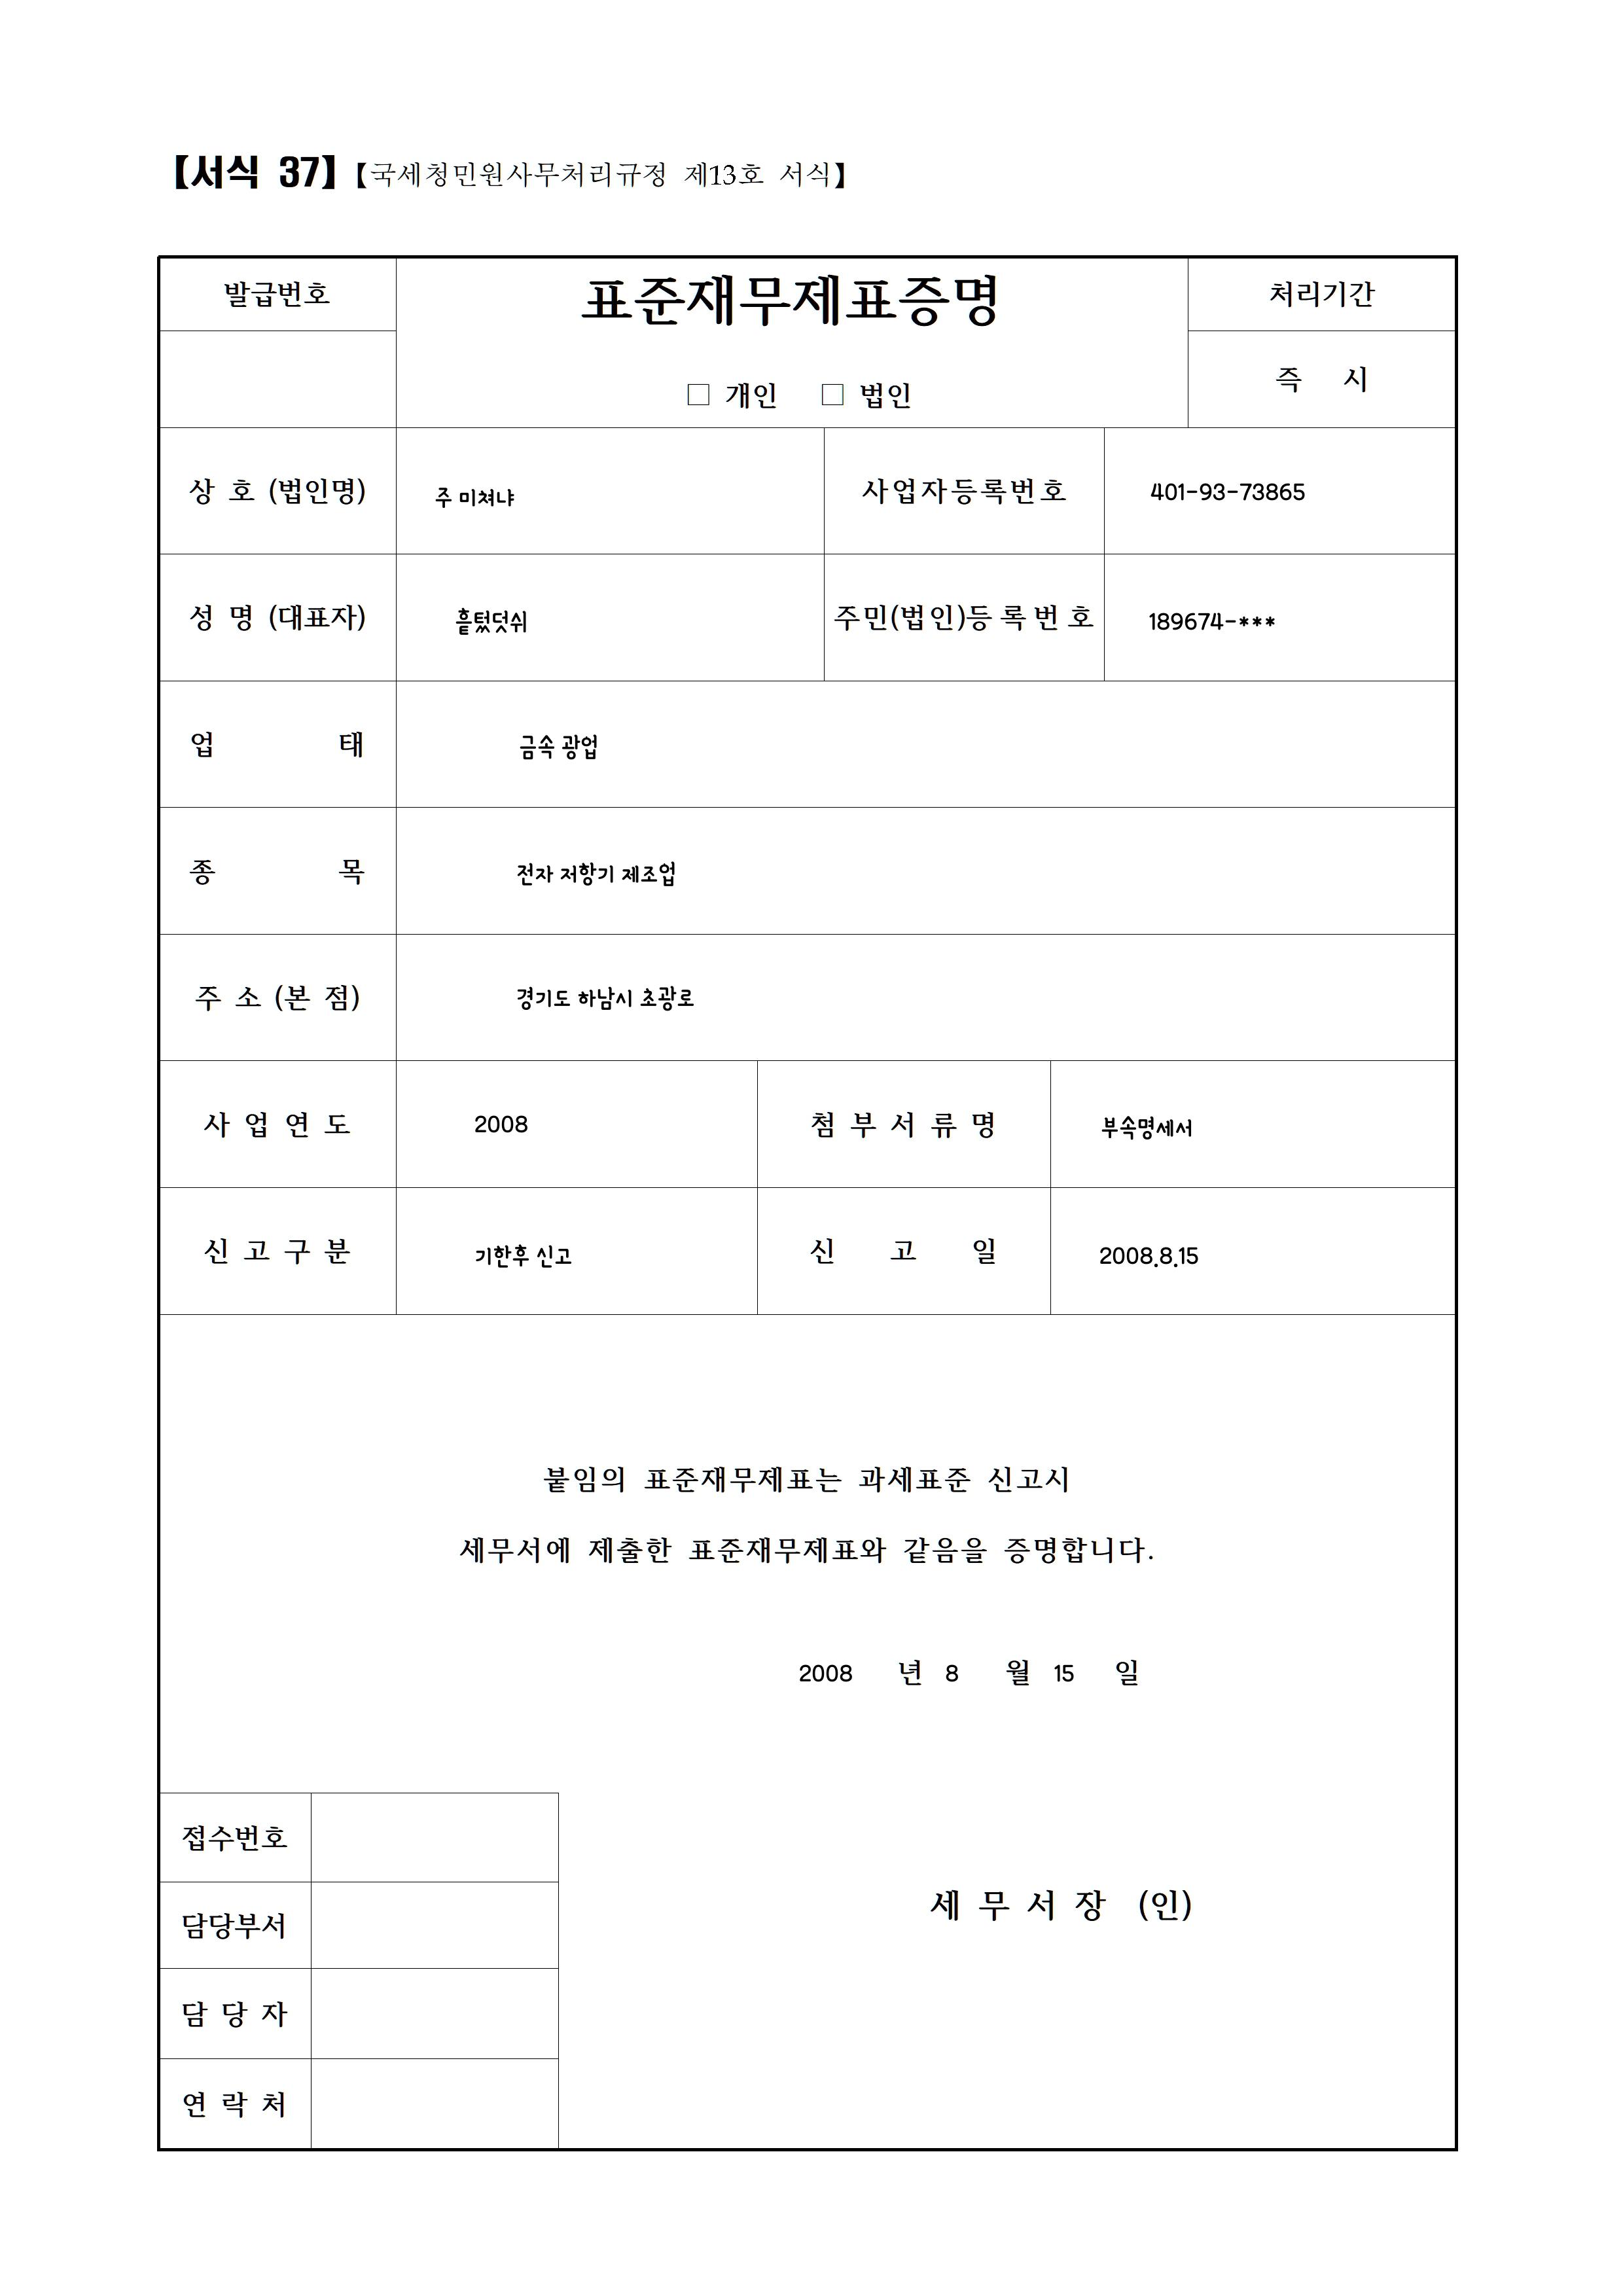 【서식 37】【국세청민원사무처리규정 제13호 서식】
발급번호
표준재무제표증명
처리기간
□ 개인 □ 법인
즉 시
상 호 (법인명) 주 미쳐냐 사업자등록번호 401-93-73865
성 명 (대표자) 흝텄덧쉬 주민(법인)등록번호 189674-***
업 태 금속 광업
종 목 전자 저항기 제조업
주 소 (본 점) 경기도 하남시 초광로
사 업 연 도 2008 첨 부 서 류 명 부속명세서
신 고 구 분 기한후 신고 신 고 일 2008.8.15
붙임의 표준재무제표는 과세표준 신고시
세무서에 제출한 표준재무제표와 같음을 증명합니다.
2008 년 8 월 15 일
접수번호
담당부서
세 무 서 장 (인)
담 당 자
연 락 처